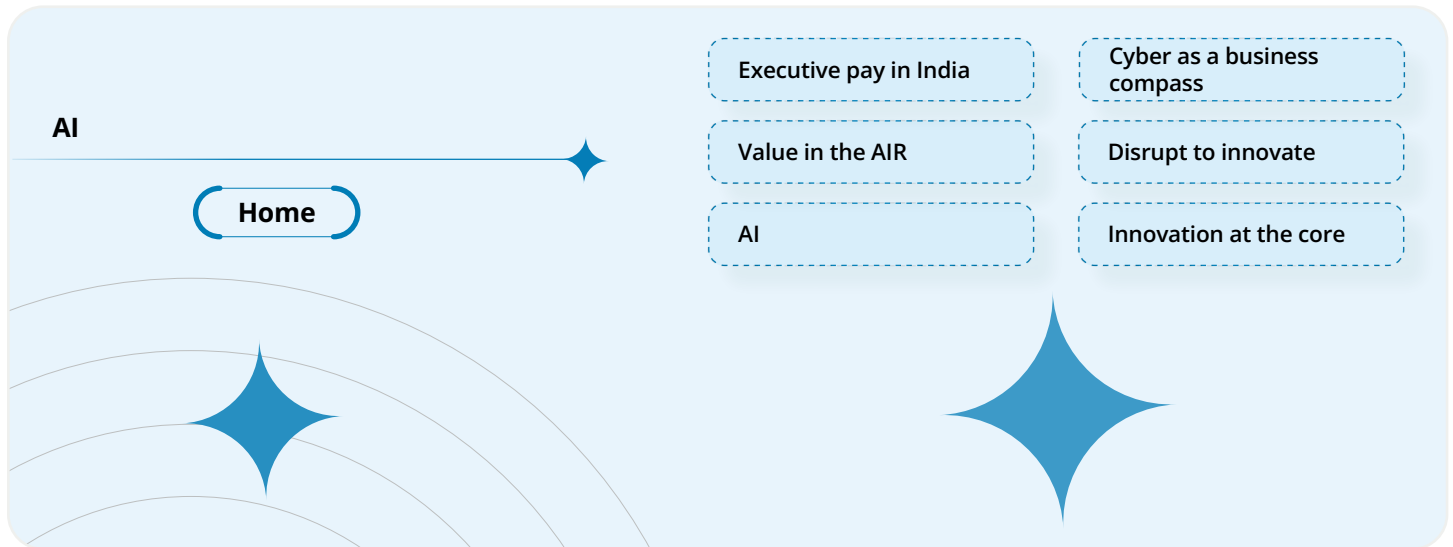 AI
Home
Executive pay in India
Cyber as a business
compass
Value in the AIR
Disrupt to innovate
AI
Innovation at the core